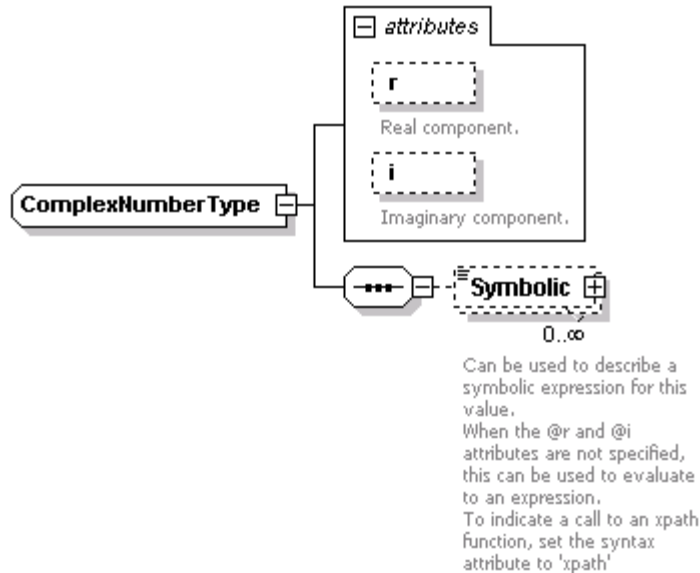 attributes
r
Real component.
i
Imaginary component.
ComplexNumberType
Symbolic
0..∞
Can be used to describe a
symbolic expression for this
value.
When the @r and @i
attributes are not specified,
this can be used to evaluate
to an expression.
To indicate a call to an xpath
function, set the syntax
attribute to 'xpath'